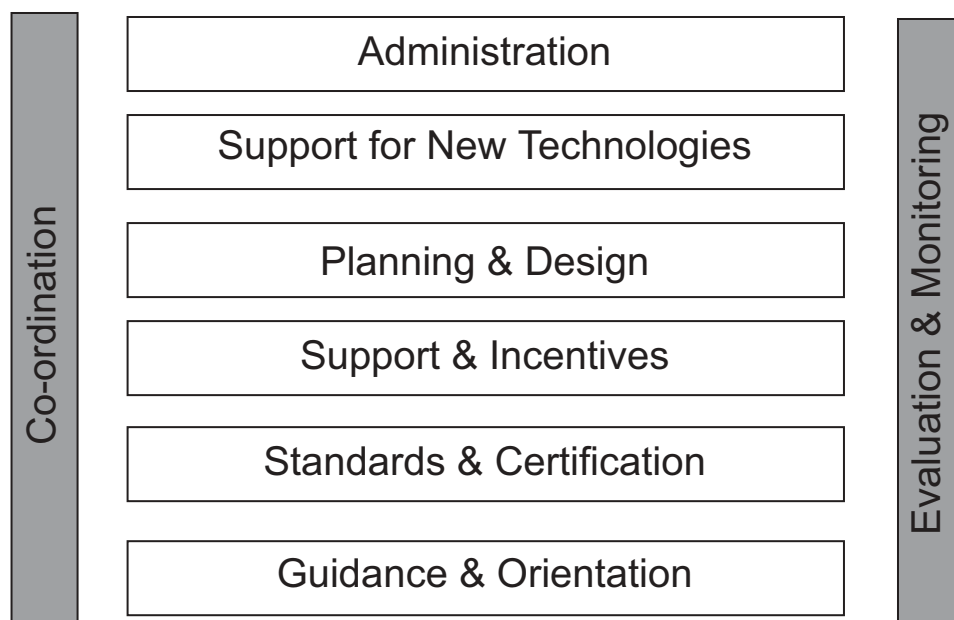 Co-ordination
Administration
Support for New Technologies
Planning & Design
Support & Incentives
Standards & Certification
Guidance & Orientation
Evaluation & Monitoring